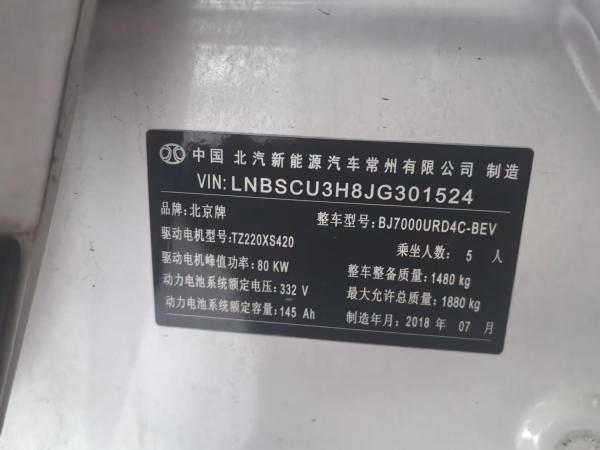 中国 北汽新能源汽车常州有限公司 制造
VIN: LNBSCU3H8JG301524
品牌: 北京牌 整车型号: BJ7000URD4C-BEV
驱动电机型号: TZ220XS420 乘坐人数: 5 人
驱动电机峰值功率: 80 KW 整车整备质量: 1480 kg
动力电池系统额定电压: 332 V 最大允许总质量: 1880 kg
动力电池系统额定容量: 145 Ah 制造年月: 2018 年 07 月